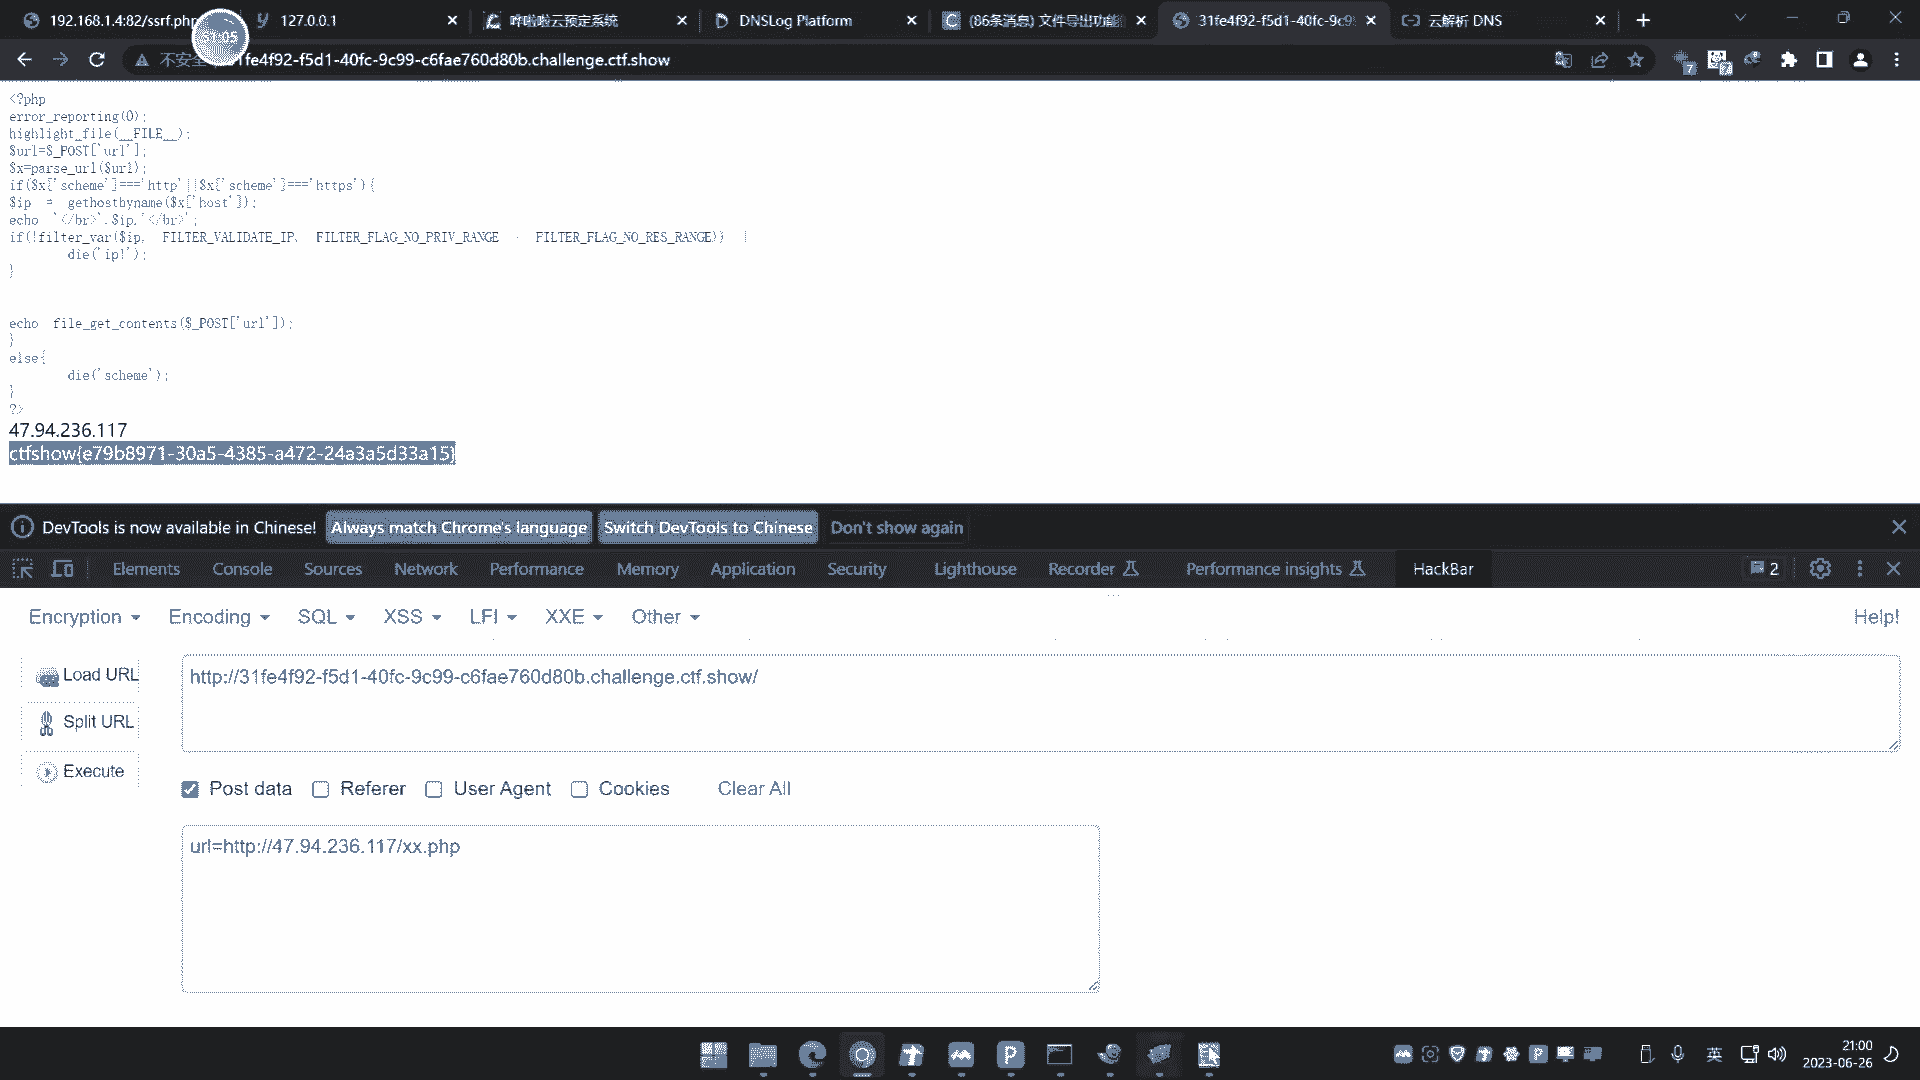 192.168.1.4:82/ssrf.php
127.0.0.1
哗啦啦云预定系统
DNSLog Platform
(86条消息) 文件导出功能
31fe4f92-f5d1-40fc-9c9
云解析 DNS
51:05
不安全
1fe4f92-f5d1-40fc-9c99-c6fae760d80b.challenge.ctf.show
<?php
error_reporting(0);
highlight_file(__FILE__);
$url=$_POST['url'];
$x=parse_url($url);
if($x['scheme']==='http'||$x['scheme']==='https'){
$ip = gethostbyname($x['host']);
echo '</br>'.$ip.'</br>';
if(!filter_var($ip, FILTER_VALIDATE_IP, FILTER_FLAG_NO_PRIV_RANGE | FILTER_FLAG_NO_RES_RANGE)) {
die('ip!');
}
echo file_get_contents($_POST['url']);
}
else{
die('scheme');
}
?>
47.94.236.117
ctfshow{e79b8971-30a5-4385-a472-24a3a5d33a15}
DevTools is now available in Chinese!
Always match Chrome's language
Switch DevTools to Chinese
Don't show again
Elements
Console
Sources
Network
Performance
Memory
Application
Security
Lighthouse
Recorder
Performance insights
HackBar
2
Encryption
Encoding
SQL
XSS
LFI
XXE
Other
Help!
Load URL
http://31fe4f92-f5d1-40fc-9c99-c6fae760d80b.challenge.ctf.show/
Split URL
Execute
Post data
Referer
User Agent
Cookies
Clear All
url=http://47.94.236.117/xx.php
英
21:00
2023-06-26